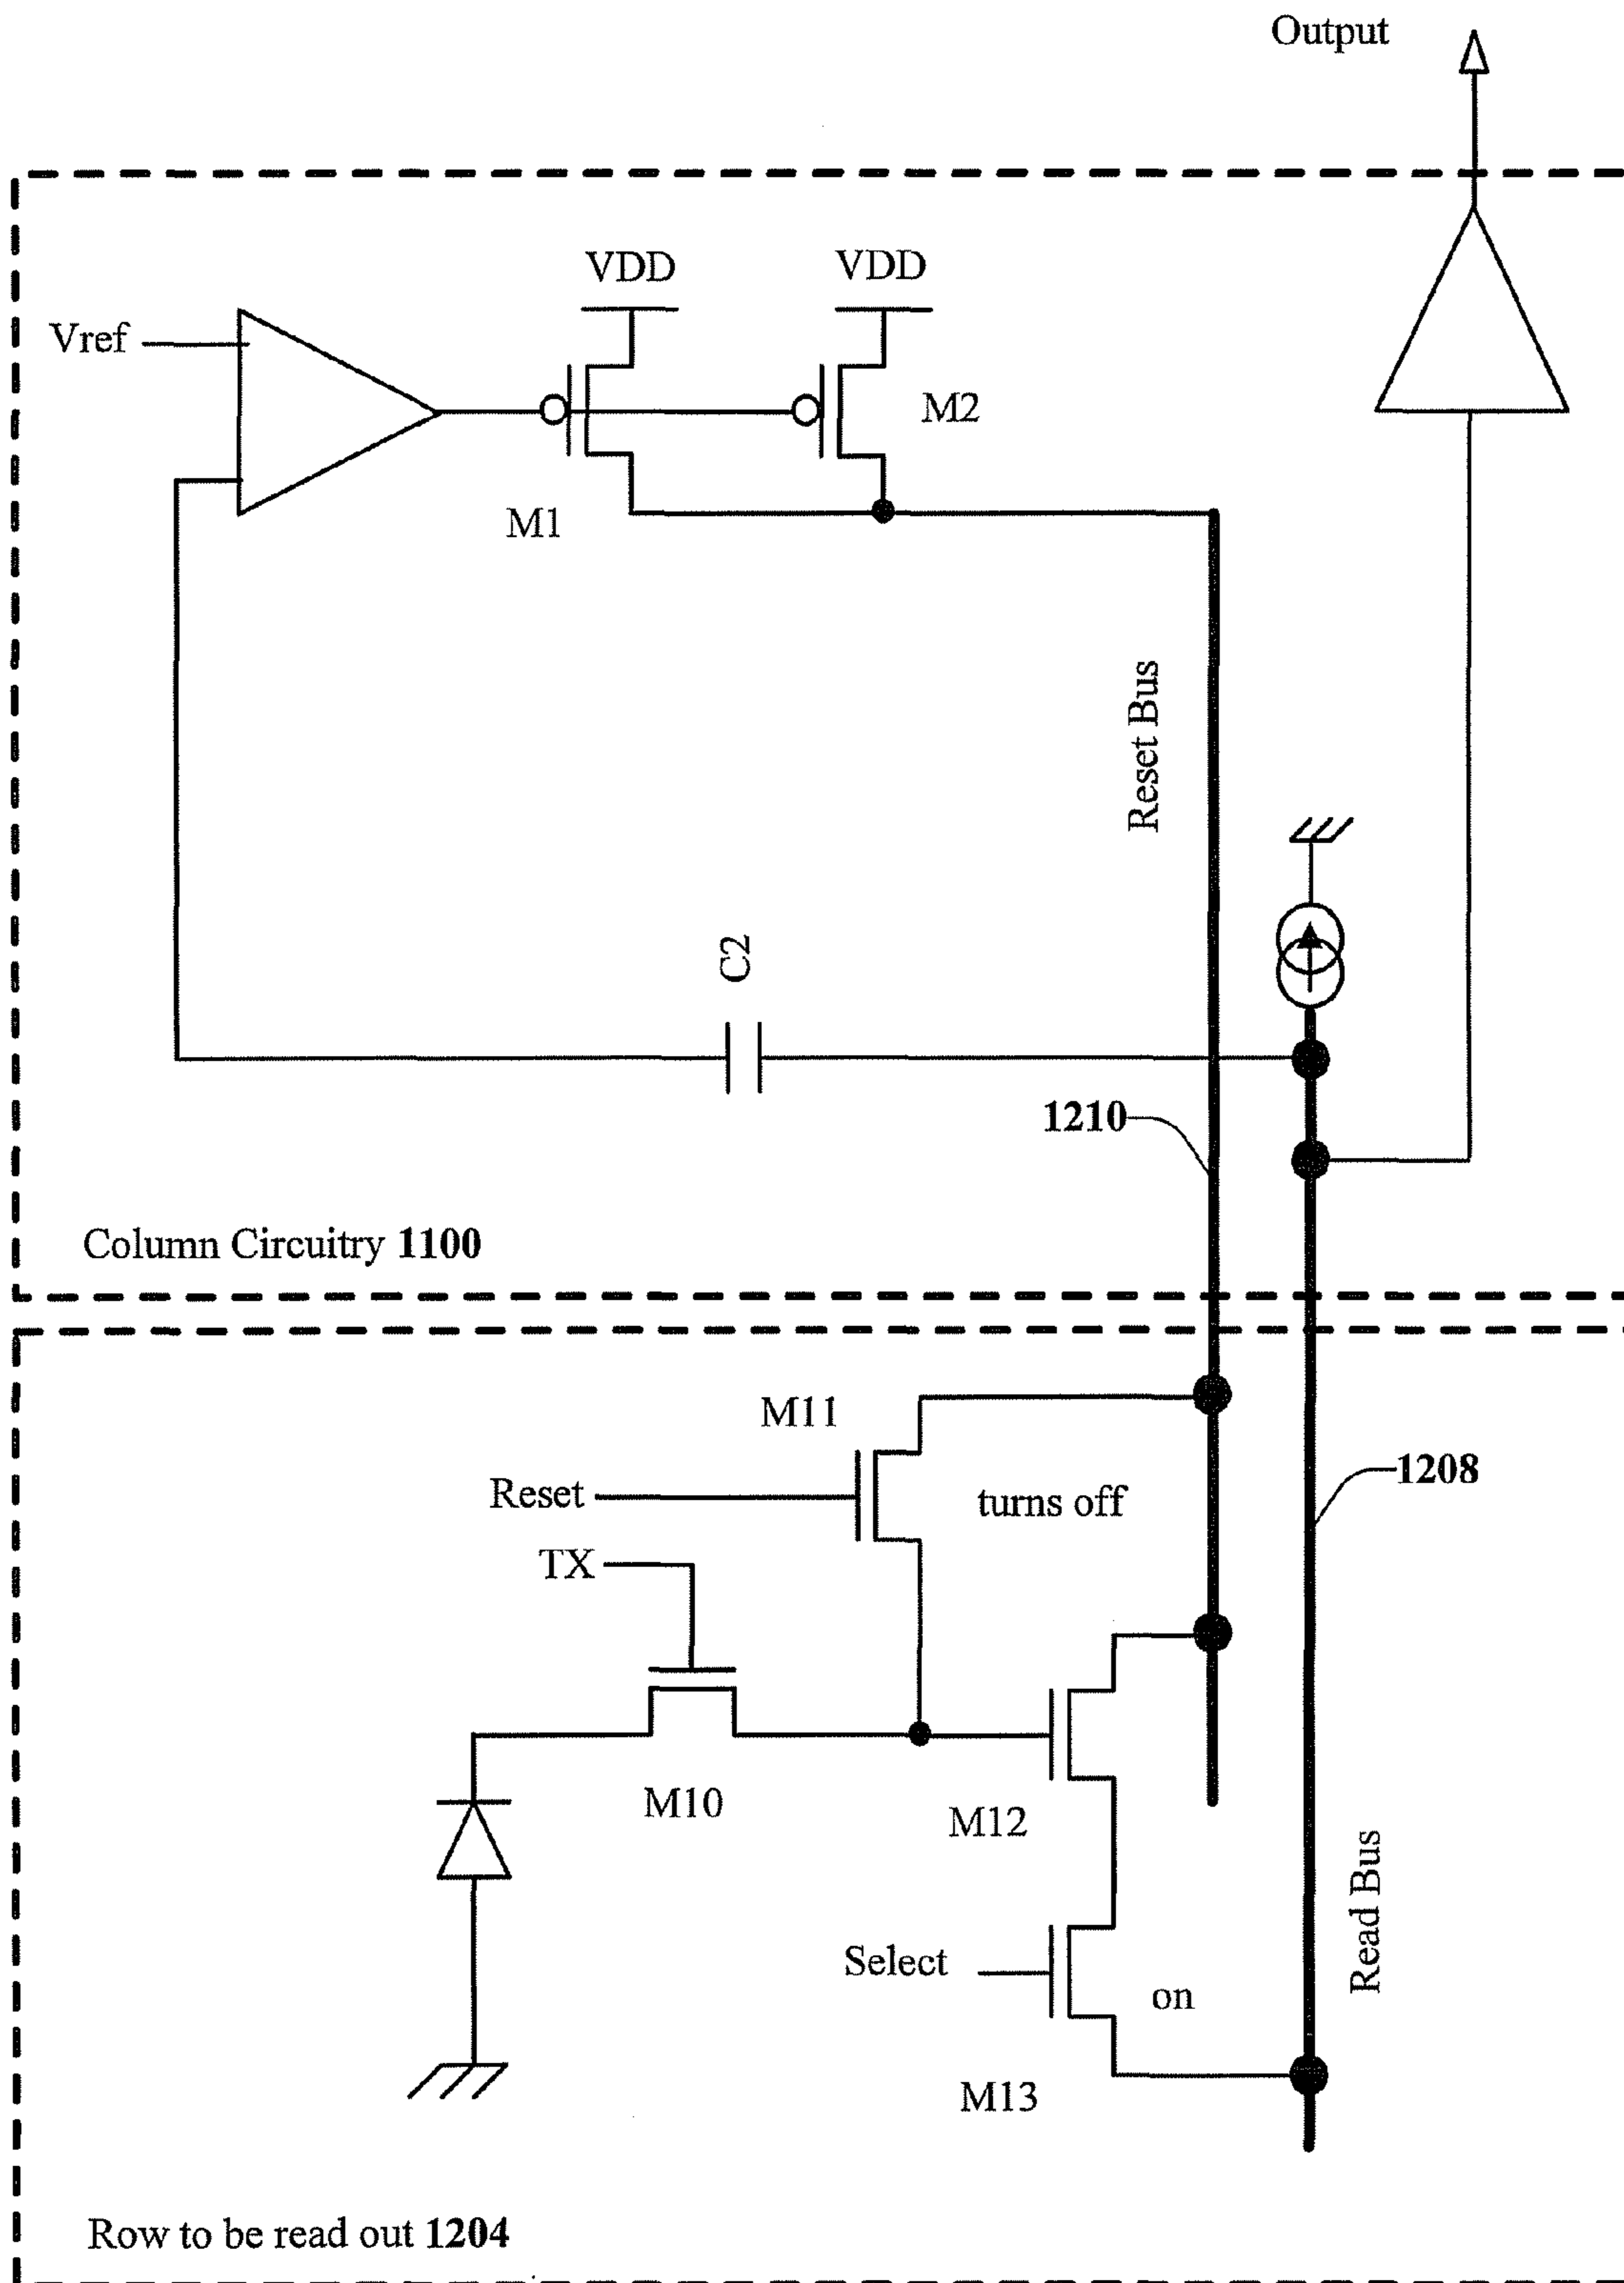 Output
VDD
VDD
Vref
M2
M1
Reset Bus
C2
1210
Column Circuitry 1100
M11
1208
Reset
turns off
TX
M10
M12
Read Bus
Select
on
M13
Row to be read out 1204